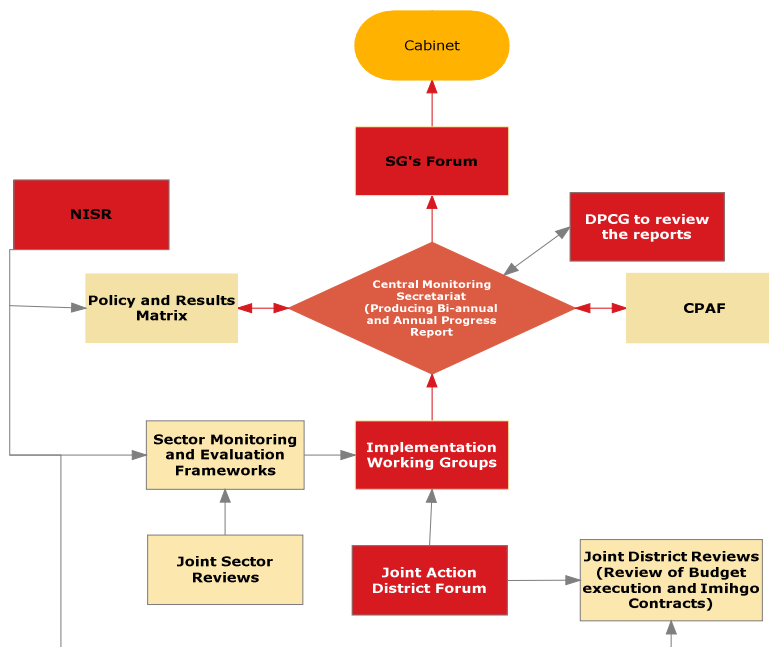 Cabinet
SG's Forum
NISR
DPCG to review
the reports
Central Monitoring
Secretariat
(Producing Bi-annual
and Annual Progress
Report
Policy and Results
Matrix
CPAF
Sector Monitoring
and Evaluation
Frameworks
Implementation
Working Groups
Joint Sector
Reviews
Joint Action
District Forum
Joint District Reviews
(Review of Budget
execution and Imihgo
Contracts)